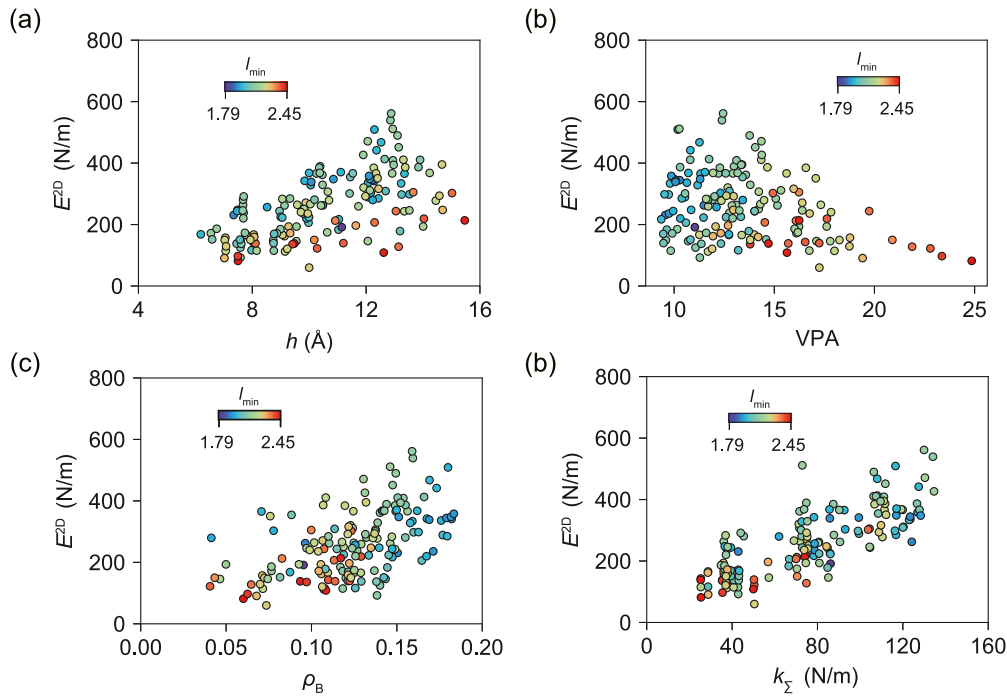 (a)
800
600
400
200
0
E²ᴰ (N/m)
l min
1.79 2.45
4 8 12 16
h (Å)
(b)
800
600
400
200
0
E²ᴰ (N/m)
l min
1.79 2.45
10 15 20 25
VPA
(c)
800
600
400
200
0
E²ᴰ (N/m)
l min
1.79 2.45
0.00 0.05 0.10 0.15 0.20
ρ B
(b)
800
600
400
200
0
E²ᴰ (N/m)
l min
1.79 2.45
0 40 80 120 160
k Σ (N/m)